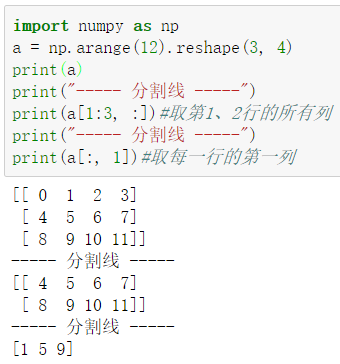 import numpy as np
a = np.arange(12).reshape(3, 4)
print(a)
print("----- 分割线 -----")
print(a[1:3, :])#取第1、2行的所有列
print("----- 分割线 -----")
print(a[:, 1])#取每一行的第一列
[[ 0  1  2  3]
 [ 4  5  6  7]
 [ 8  9 10 11]]
----- 分割线 -----
[[ 4  5  6  7]
 [ 8  9 10 11]]
----- 分割线 -----
[1 5 9]